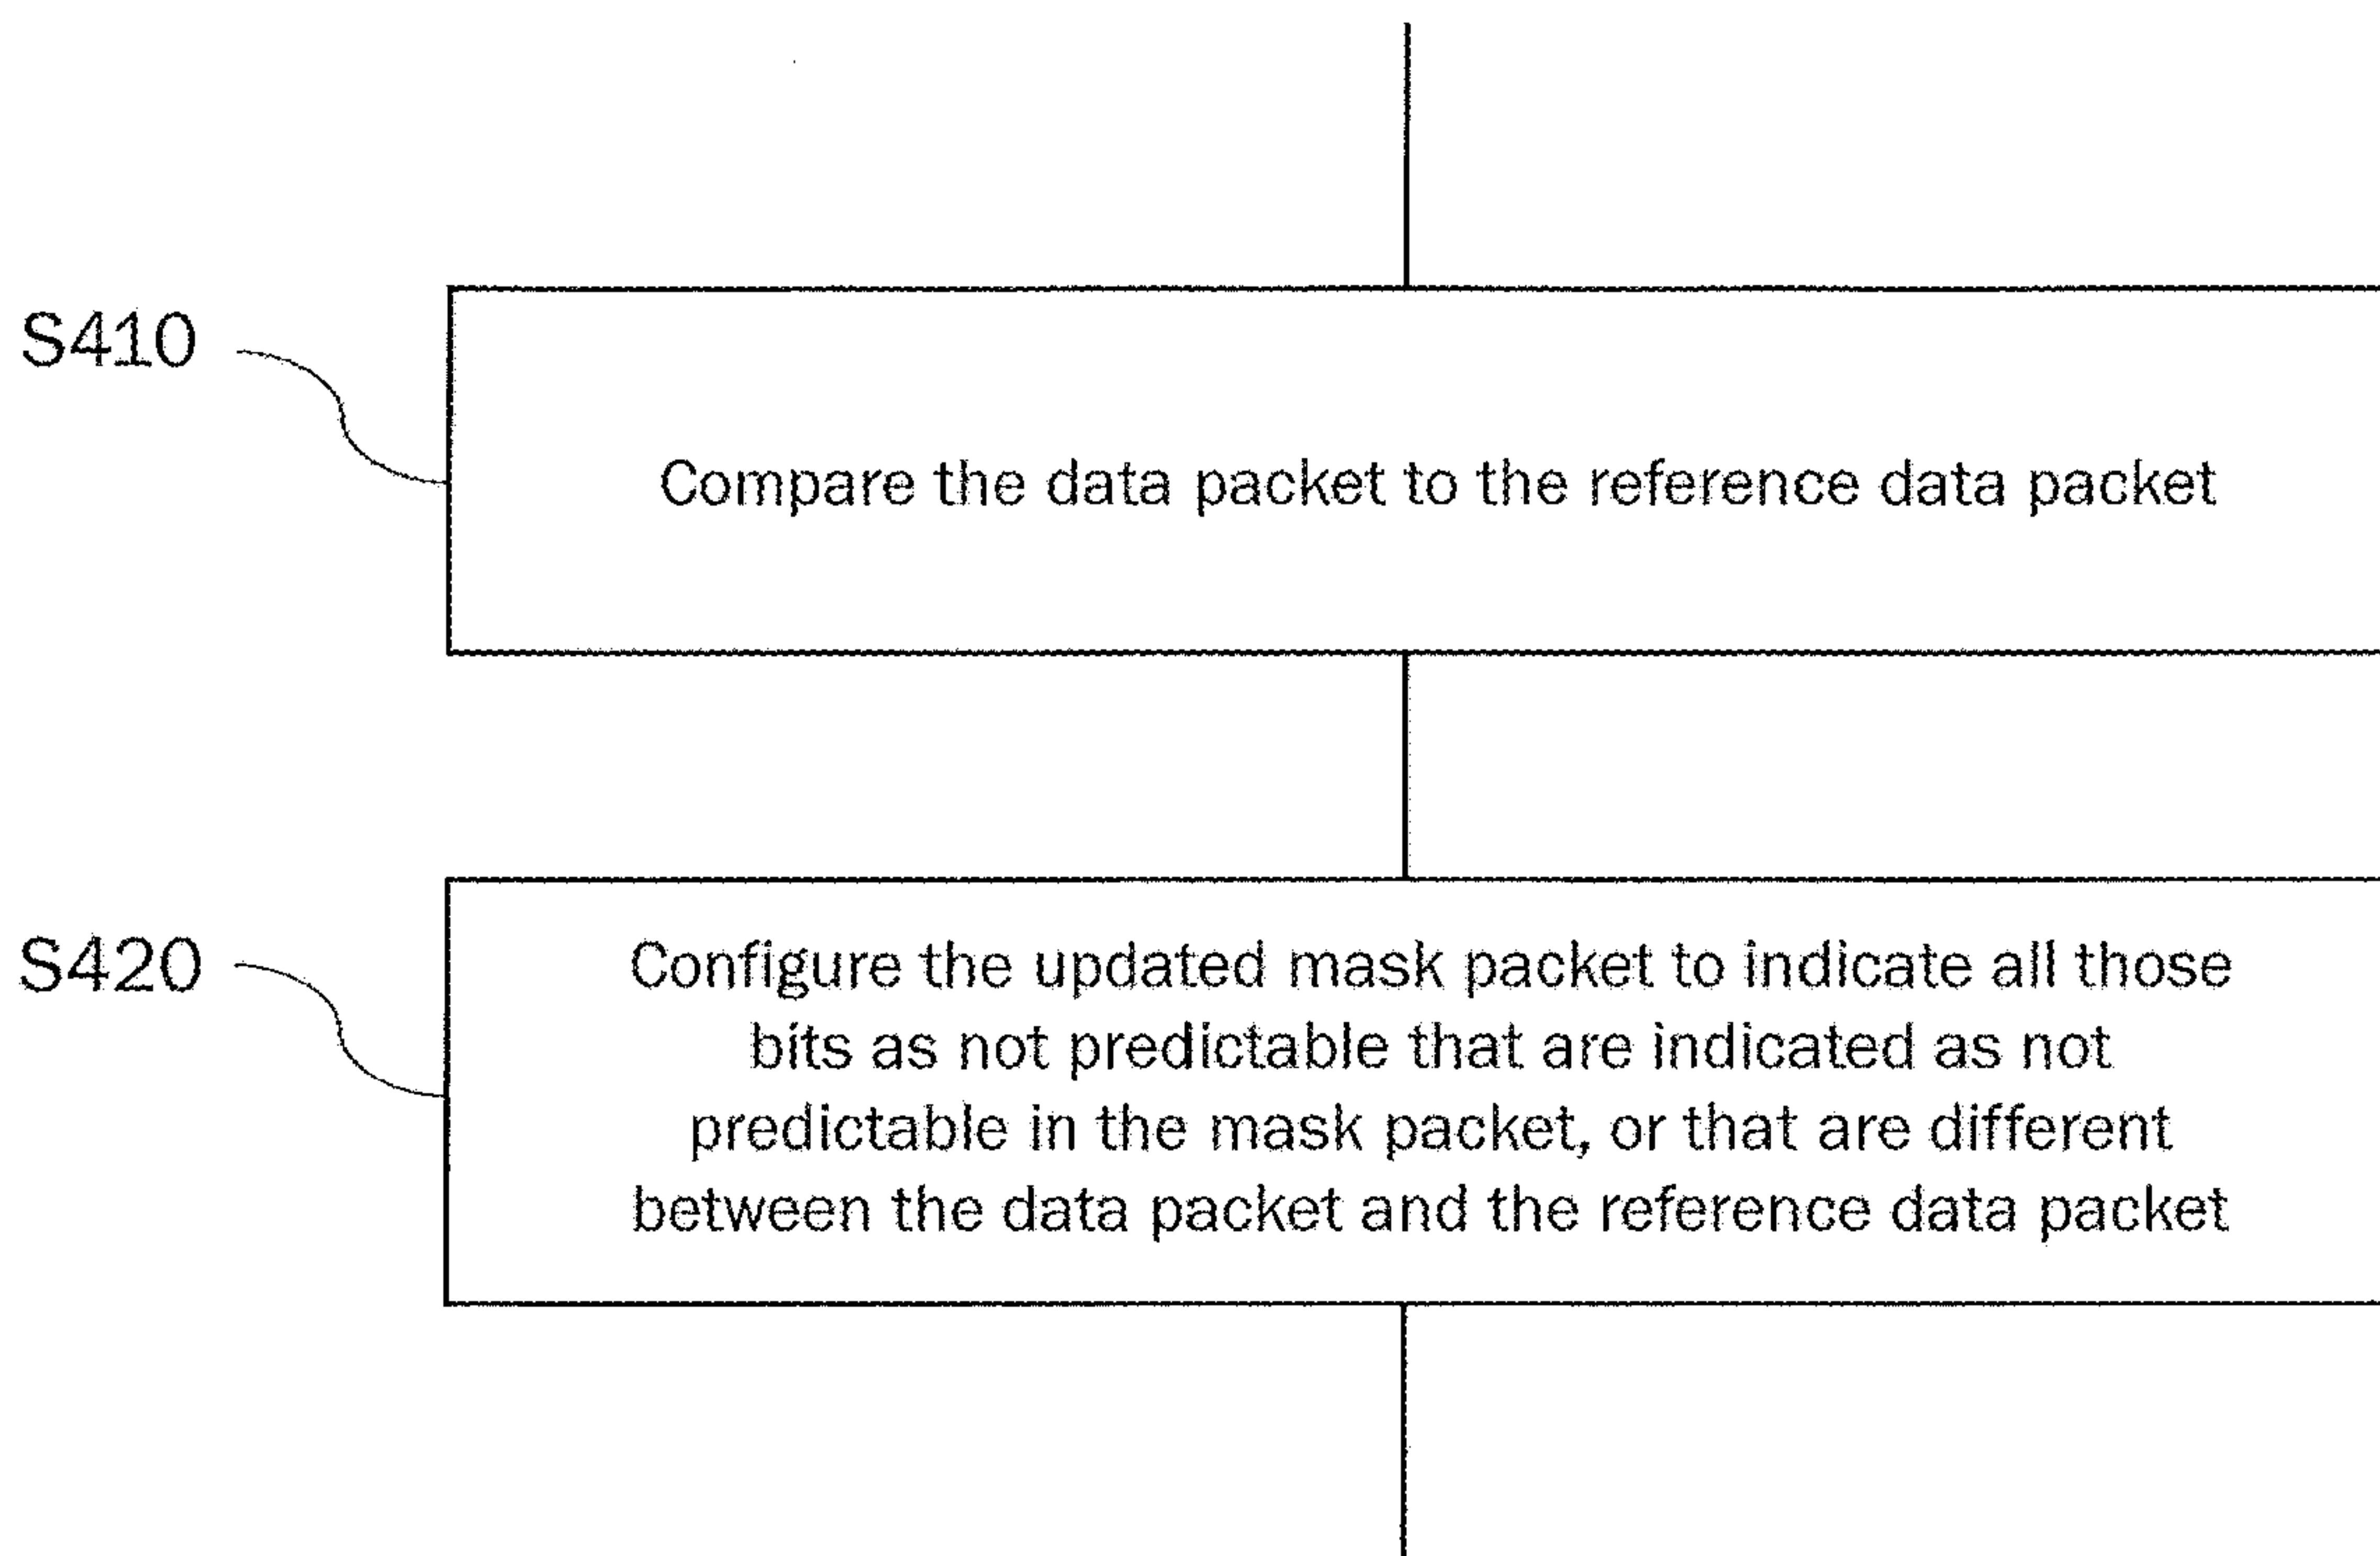 S410
Compare the data packet to the reference data packet
S420
Configure the updated mask packet to indicate all those
bits as not predictable that are indicated as not
predictable in the mask packet, or that are different
between the data packet and the reference data packet